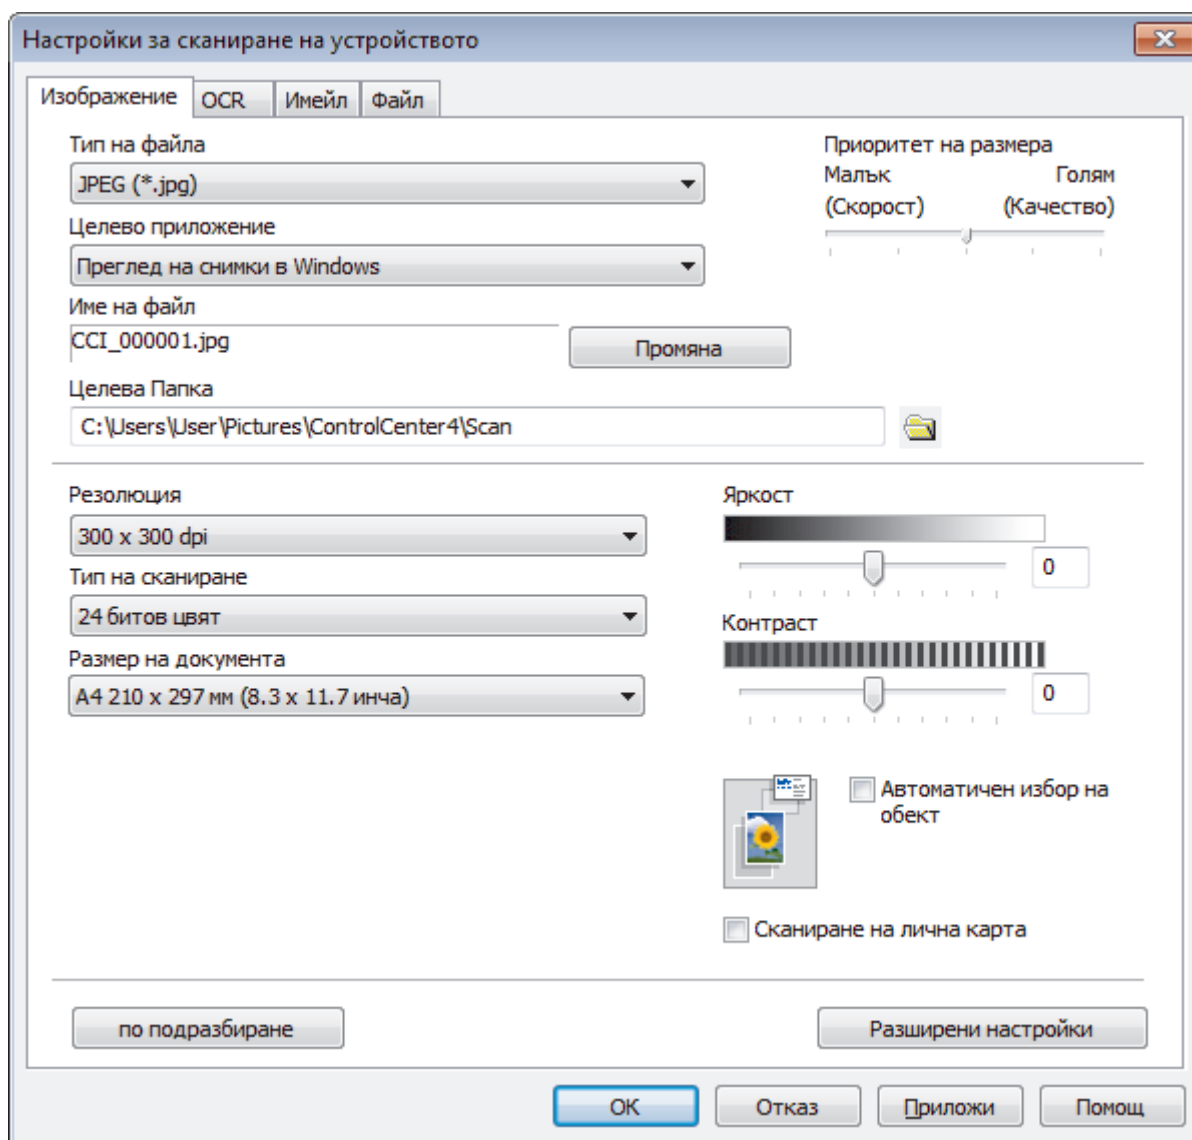 Настройки за сканиране на устройството
Изображение OCR Имейл Файл
Тип на файла
JPEG (*.jpg)
Целево приложение
Преглед на снимки в Windows
Име на файл
CCI_000001.jpg
Промяна
Целева Папка
C:\Users\User\Pictures\ControlCenter4\Scan
Приоритет на размера
Малък Голям
(Скорост) (Качество)
Резолюция
300 x 300 dpi
Тип на сканиране
24 битов цвят
Размер на документа
A4 210 x 297 мм (8.3 x 11.7 инча)
Яркост
0
Контраст
0
Автоматичен избор на
обект
Сканиране на лична карта
по подразбиране
Разширени настройки
OK Отказ Приложи Помощ